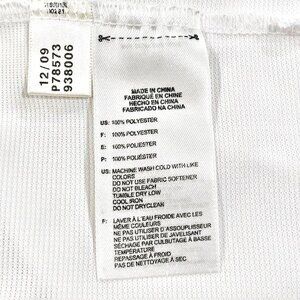 12/09
P78573
938006
MADE IN CHINA
FABRIQUÉ EN CHINE
HECHO EN CHINA
FABRICADO NA CHINA
US: 100% POLYESTER
F: 100% POLYESTER
E: 100% POLYESTER
P: 100% POLYESTER
US: MACHINE WASH COLD WITH LIKE
COLORS
DO NOT USE FABRIC SOFTENER
DO NOT BLEACH
TUMBLE DRY LOW
COOL IRON
DO NOT DRYCLEAN
F: LAVER À L'EAU FROIDE AVEC LES
MÊME COULEURS
NE PAS UTILISER D'ASSOUPLISSEUR
NE PAS UTILISER DE JAVELISANT
SÉCHAGE PAR CULBUTAGE À BASSE
TEMPÉRATURE
REPASSAGE À FROID
PAS DE NETTOYAGE À SEC